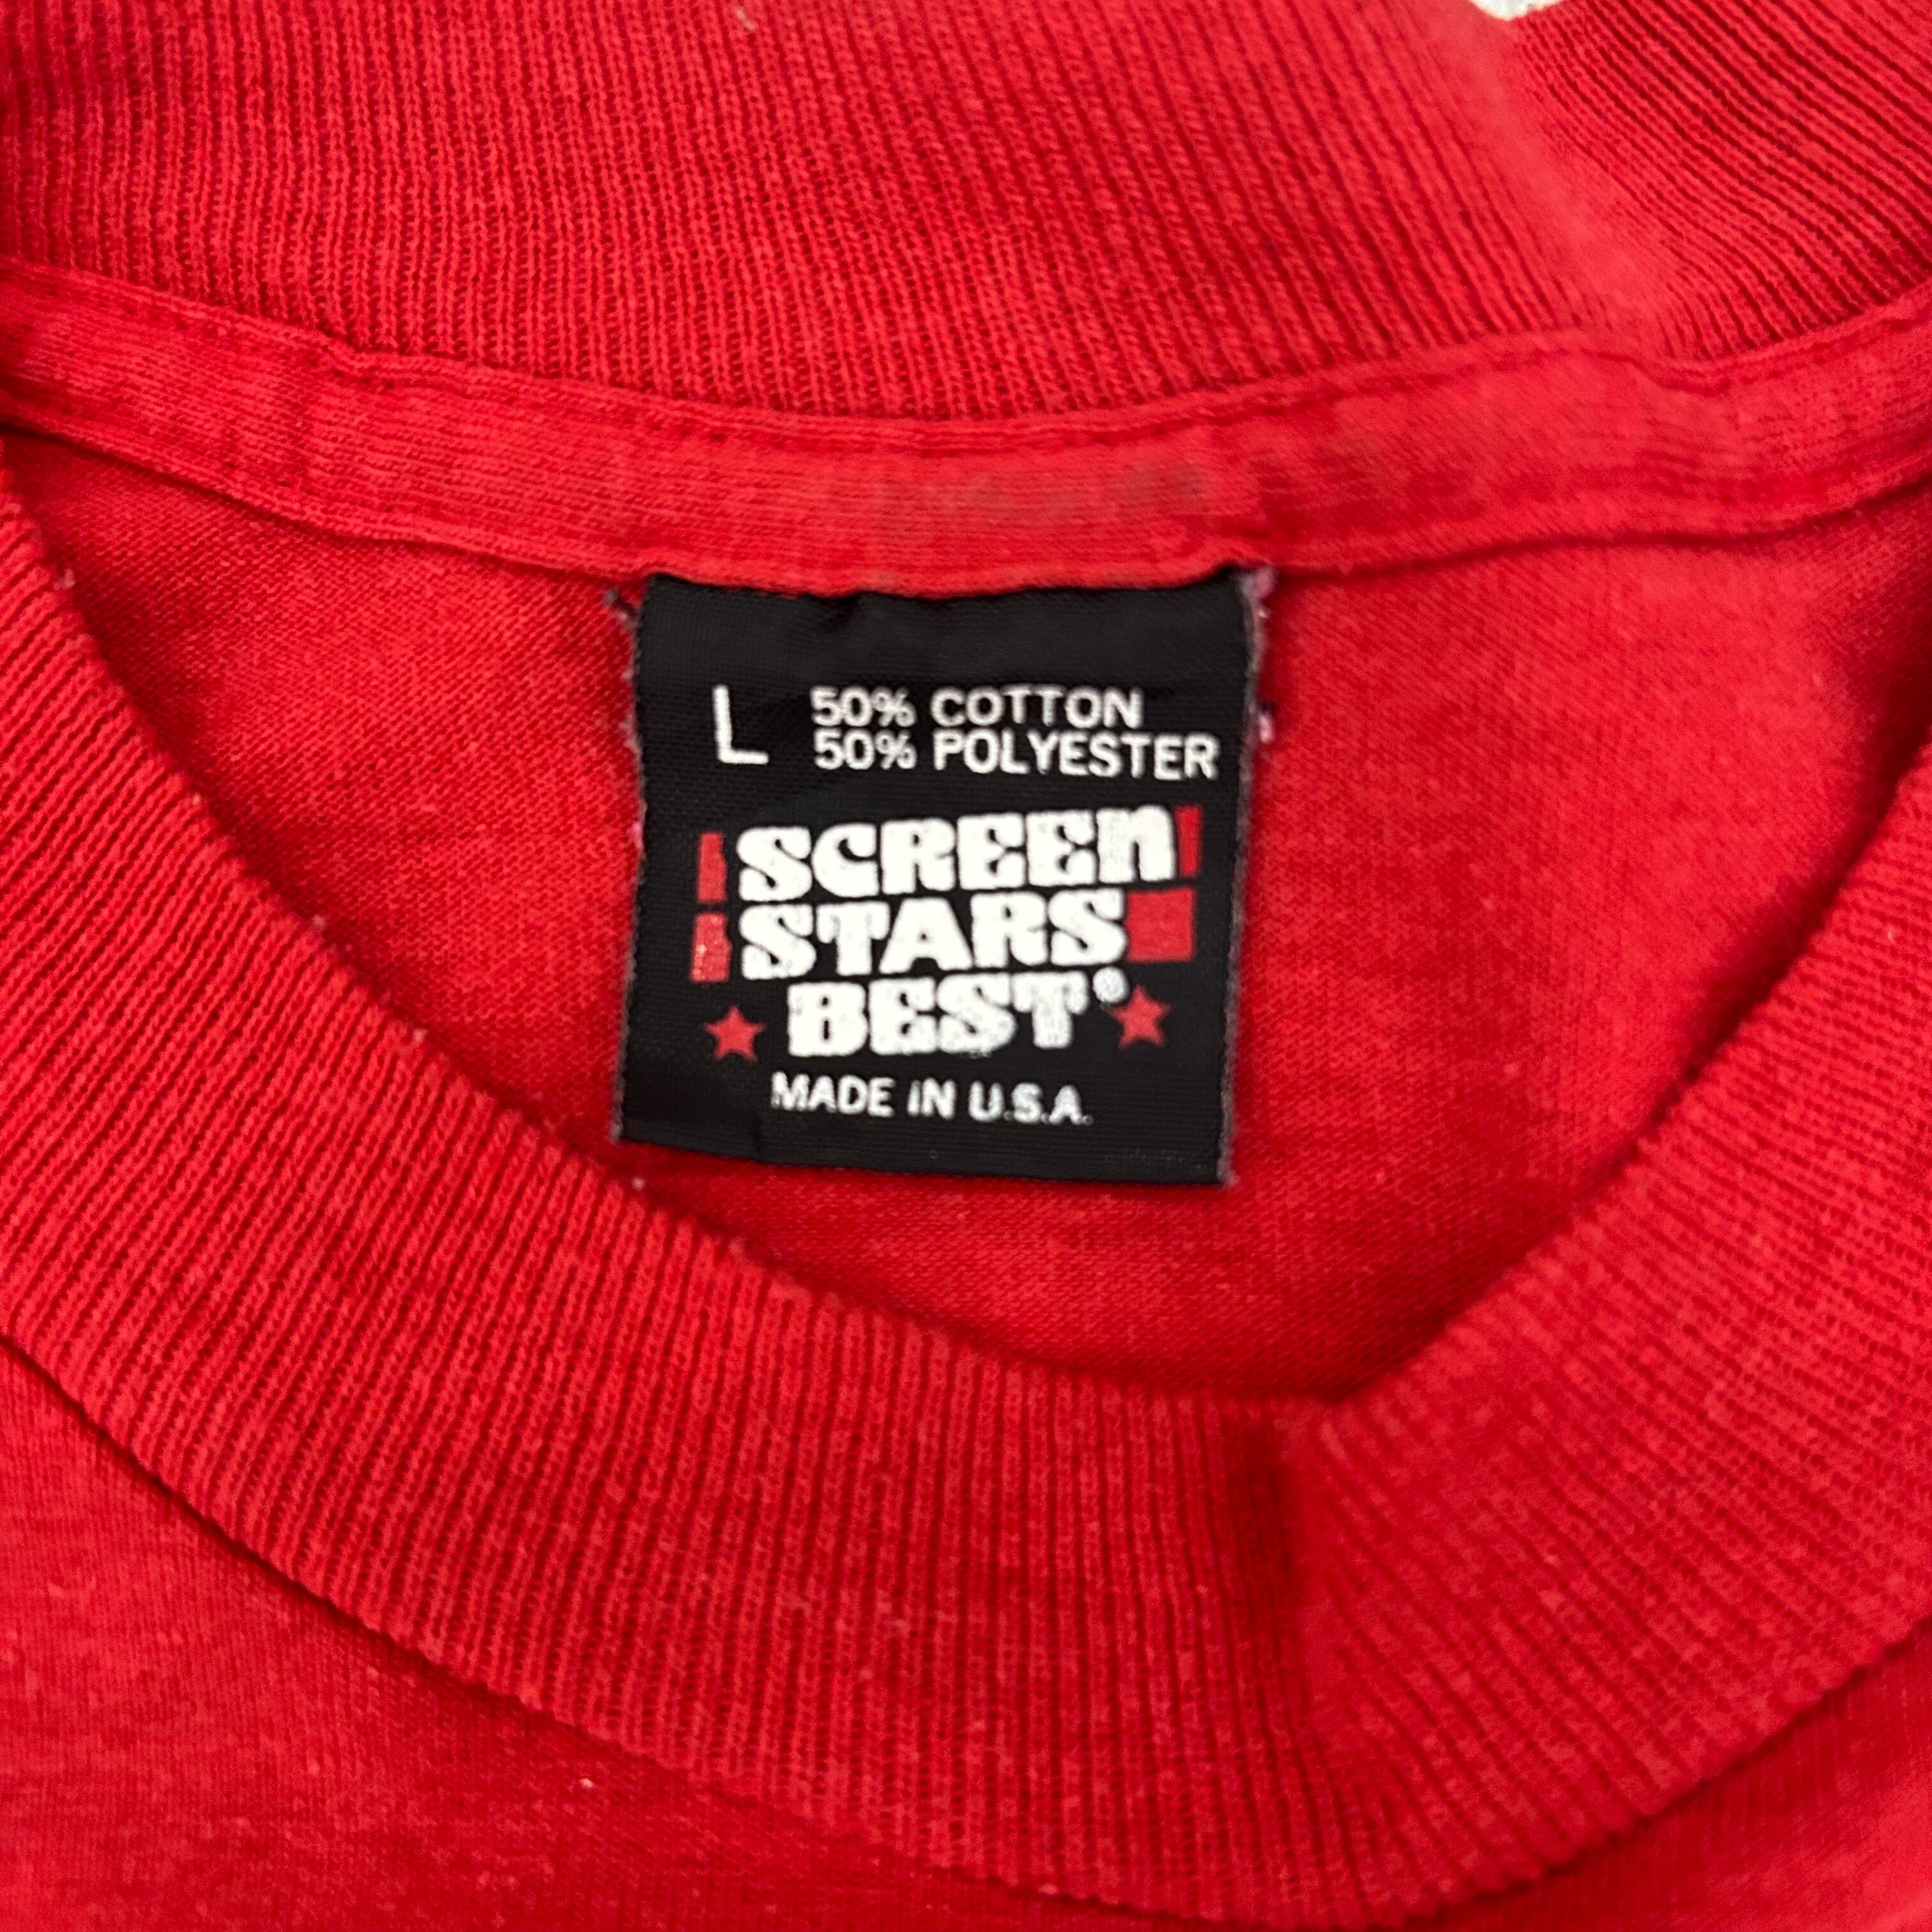 L 50% COTTON
50% POLYESTER
SCREEN
STARS
BEST®
MADE IN U.S.A.